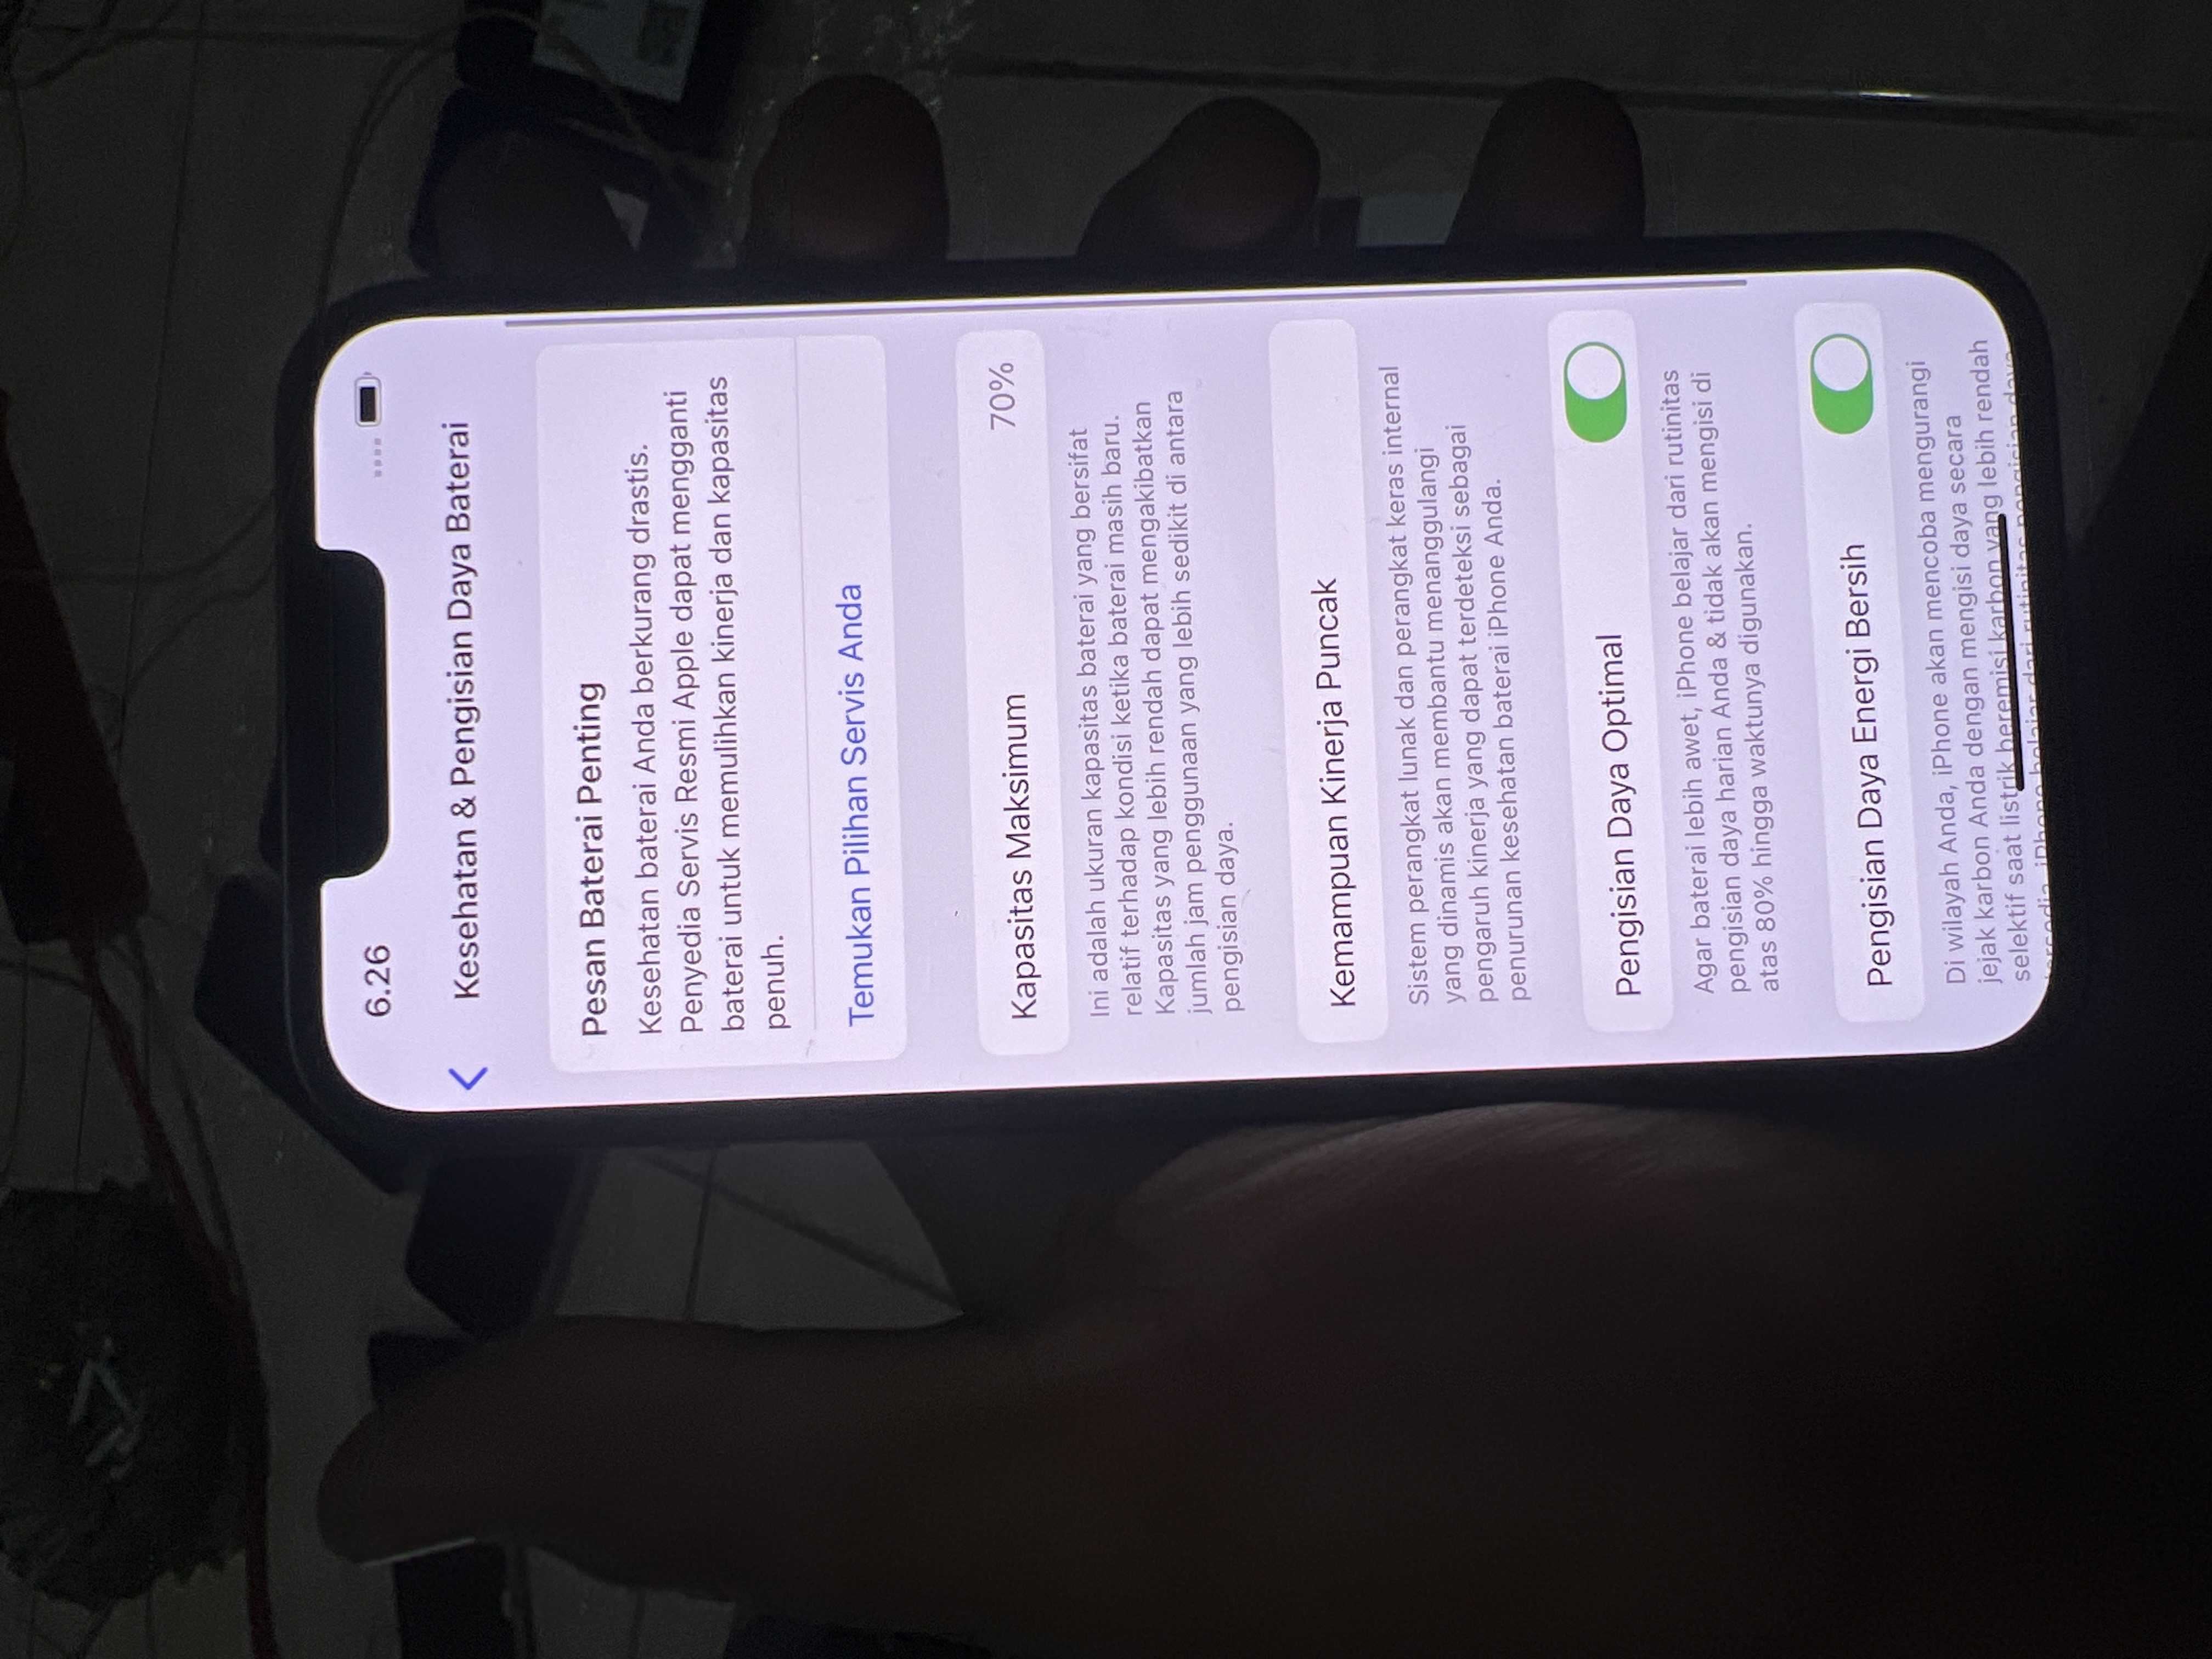 6.26
Kesehatan & Pengisian Daya Baterai
Pesan Baterai Penting
Kesehatan baterai Anda berkurang drastis.
Penyedia Servis Resmi Apple dapat mengganti
baterai untuk memulihkan kinerja dan kapasitas
penuh.
Temukan Pilihan Servis Anda
Kapasitas Maksimum 70%
Ini adalah ukuran kapasitas baterai yang bersifat
relatif terhadap kondisi ketika baterai masih baru.
Kapasitas yang lebih rendah dapat mengakibatkan
jumlah jam penggunaan yang lebih sedikit di antara
pengisian daya.
Kemampuan Kinerja Puncak
Sistem perangkat lunak dan perangkat keras internal
yang dinamis akan membantu menanggulangi
pengaruh kinerja yang dapat terdeteksi sebagai
penurunan kesehatan baterai iPhone Anda.
Pengisian Daya Optimal
Agar baterai lebih awet, iPhone belajar dari rutinitas
pengisian daya harian Anda & tidak akan mengisi di
atas 80% hingga waktunya digunakan.
Pengisian Daya Energi Bersih
Di wilayah Anda, iPhone akan mencoba mengurangi
jejak karbon Anda dengan mengisi daya secara
selektif saat listrik beremisi karbon yang lebih rendah
tersedia. iPhone belajar dari rutinitas pengisian daya